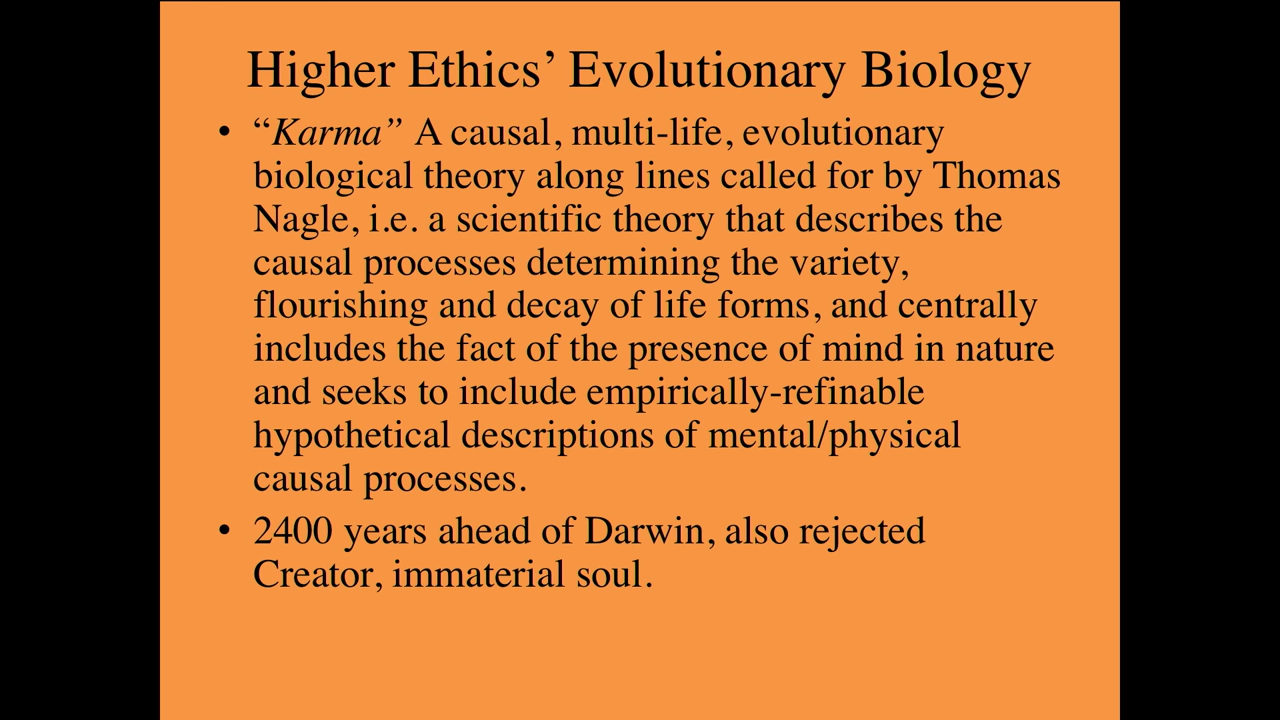 Higher Ethics’ Evolutionary Biology
• “Karma” A causal, multi-life, evolutionary
biological theory along lines called for by Thomas
Nagle, i.e. a scientific theory that describes the
causal processes determining the variety,
flourishing and decay of life forms, and centrally
includes the fact of the presence of mind in nature
and seeks to include empirically-refinable
hypothetical descriptions of mental/physical
causal processes.
• 2400 years ahead of Darwin, also rejected
Creator, immaterial soul.